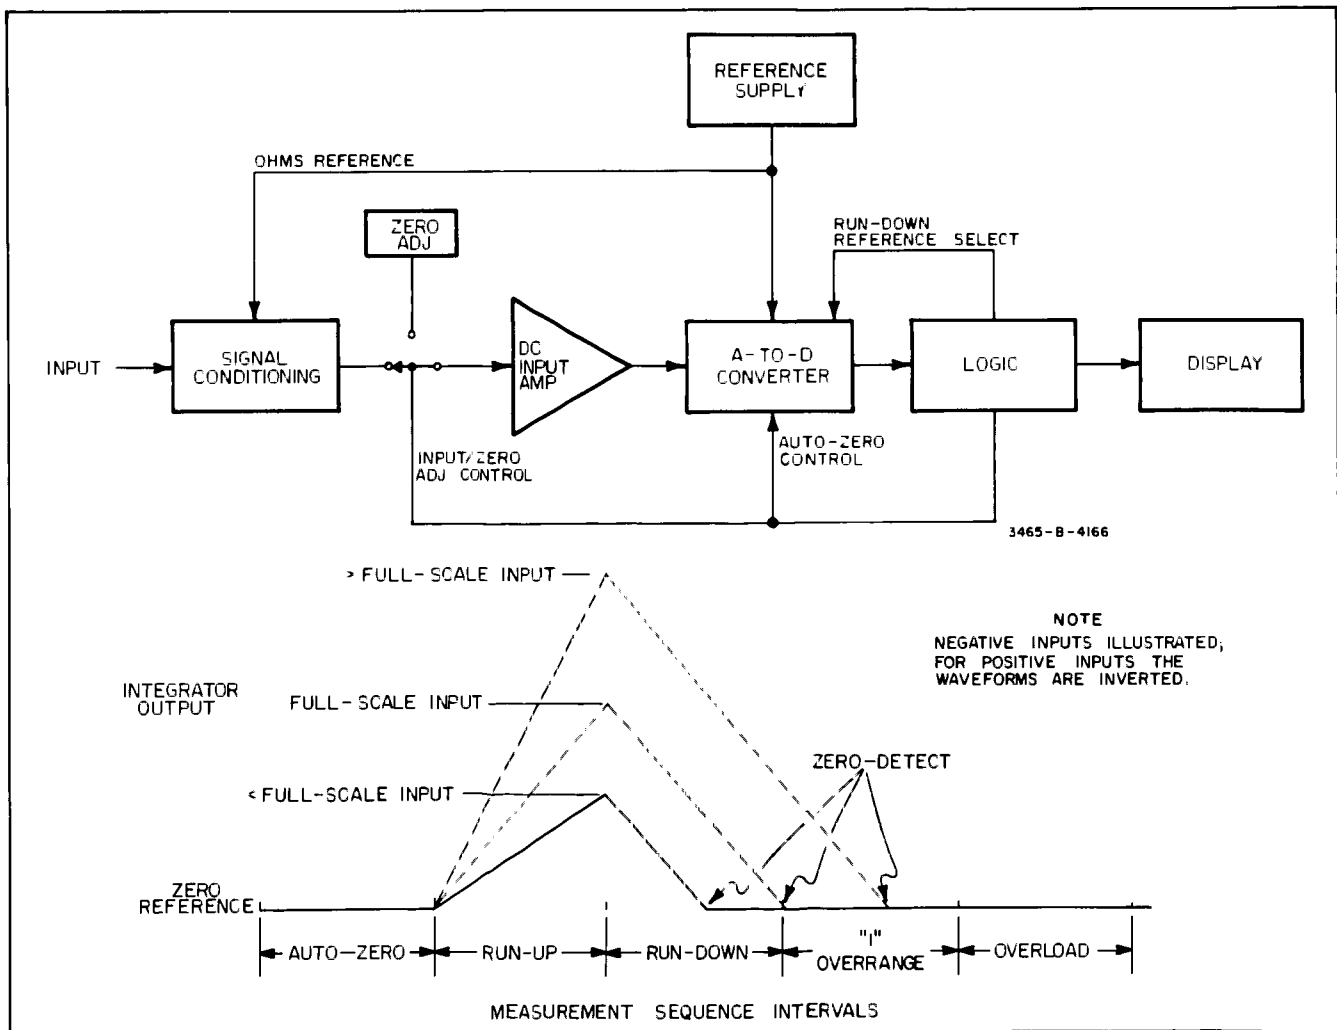 REFERENCE
SUPPLY
OHMS REFERENCE
ZERO
ADJ
RUN-DOWN
REFERENCE SELECT
INPUT
SIGNAL
CONDITIONING
DC
INPUT
AMP
A-TO-D
CONVERTER
LOGIC
DISPLAY
INPUT/ZERO
ADJ CONTROL
AUTO-ZERO
CONTROL
3465-B-4166
> FULL-SCALE INPUT
NOTE
NEGATIVE INPUTS ILLUSTRATED;
FOR POSITIVE INPUTS THE
WAVEFORMS ARE INVERTED.
INTEGRATOR
OUTPUT
FULL-SCALE INPUT
ZERO-DETECT
< FULL-SCALE INPUT
ZERO
REFERENCE
AUTO-ZERO
RUN-UP
RUN-DOWN
"1"
OVERRANGE
OVERLOAD
MEASUREMENT SEQUENCE INTERVALS